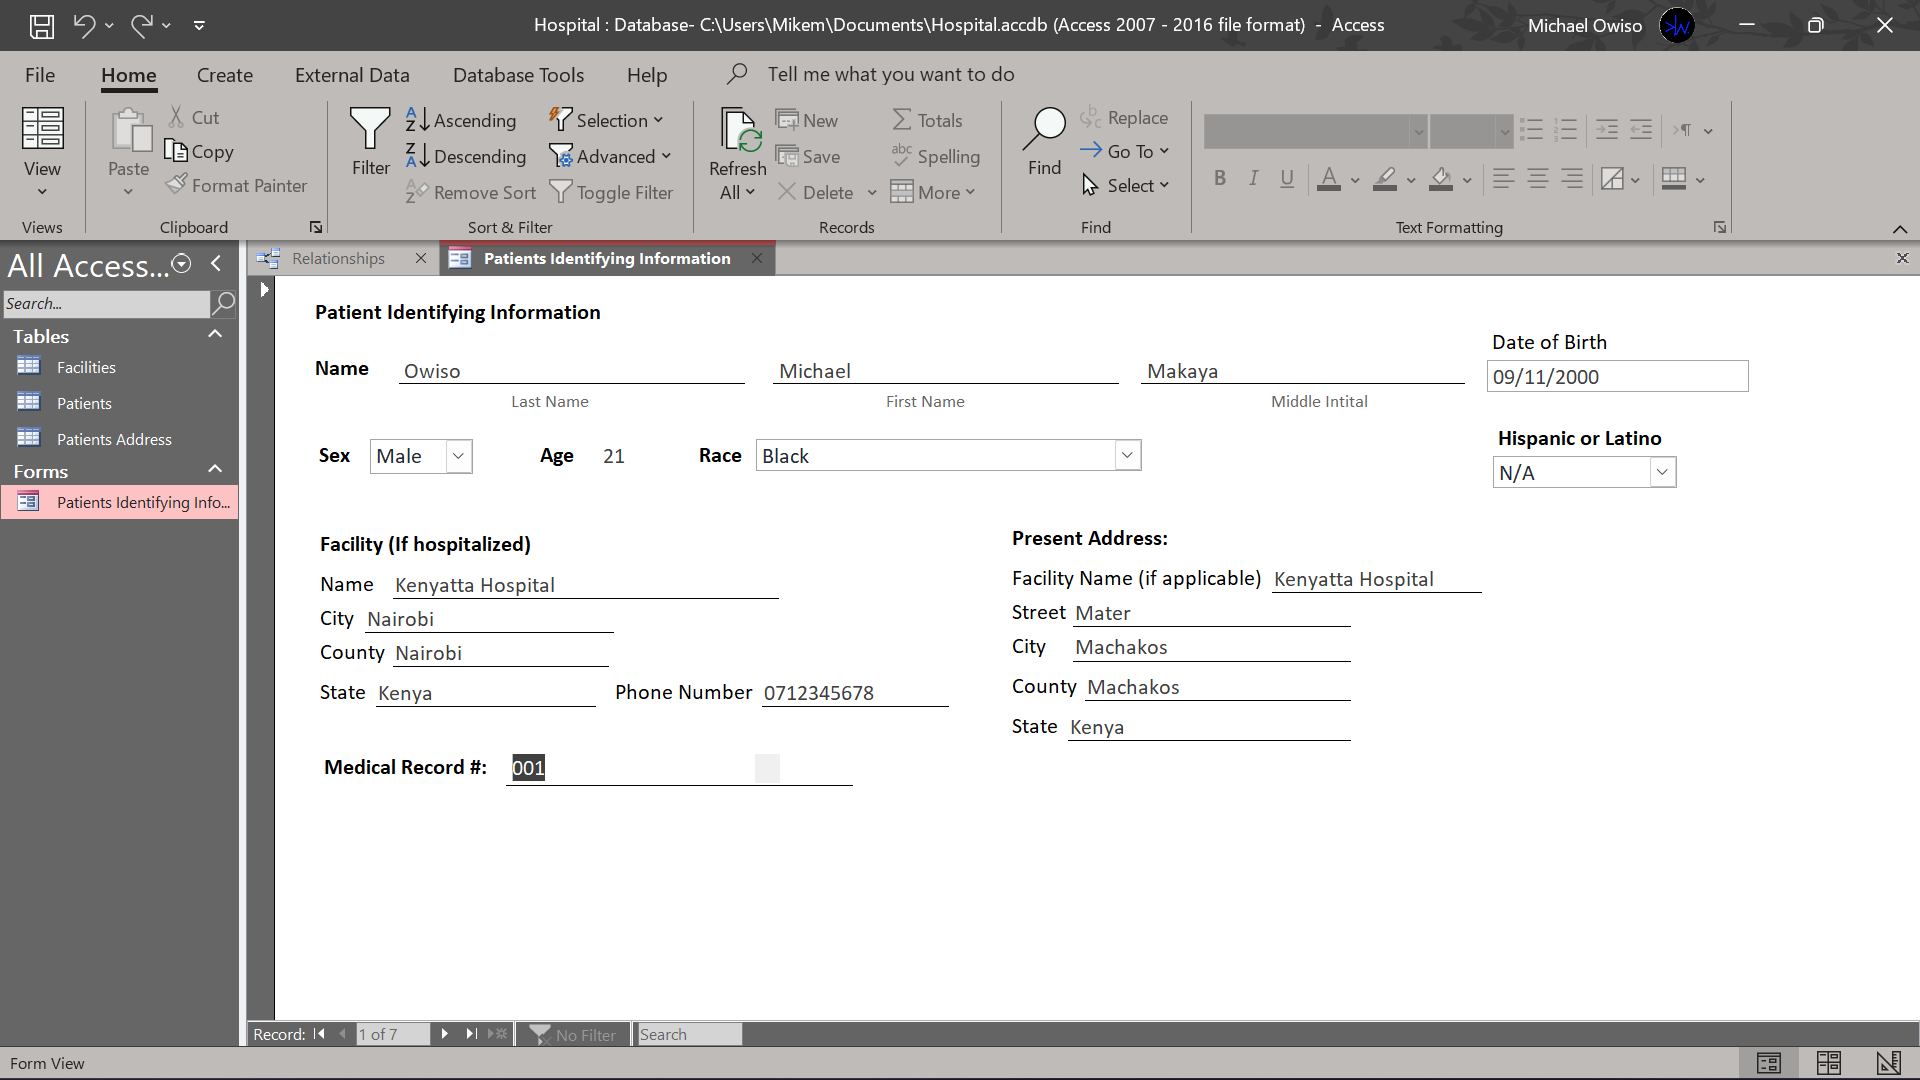 Hospital : Database- C:\Users\Mikem\Documents\Hospital.accdb (Access 2007 - 2016 file format) - Access
Michael Owiso
File Home Create External Data Database Tools Help Tell me what you want to do
View
Views
Paste
Cut
Copy
Format Painter
Clipboard
Filter
Ascending
Descending
Remove Sort
Selection
Advanced
Toggle Filter
Sort & Filter
Refresh
All
New
Save
Delete
Totals
Spelling
More
Records
Find
Replace
Go To
Select
Find
B I U
Text Formatting
All Access...
Search...
Tables
Facilities
Patients
Patients Address
Forms
Patients Identifying Info...
Relationships
Patients Identifying Information
Patient Identifying Information
Name Owiso Michael Makaya
Last Name First Name Middle Intital
Date of Birth
09/11/2000
Sex Male Age 21 Race Black
Hispanic or Latino
N/A
Facility (If hospitalized)
Name Kenyatta Hospital
City Nairobi
County Nairobi
State Kenya Phone Number 0712345678
Present Address:
Facility Name (if applicable) Kenyatta Hospital
Street Mater
City Machakos
County Machakos
State Kenya
Medical Record #: 001
Record: 1 of 7 No Filter Search
Form View